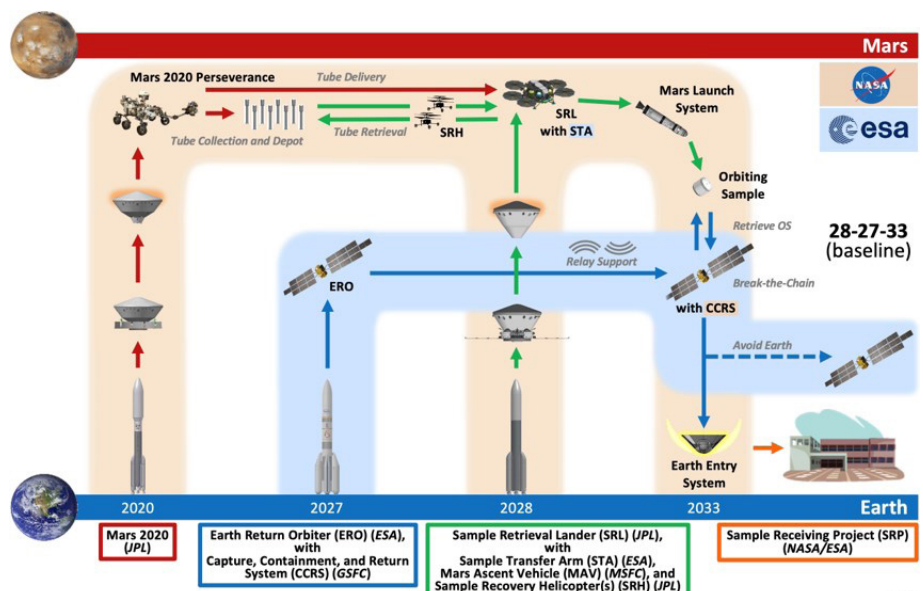 Mars
Mars 2020 Perseverance
Tube Delivery
Mars Launch
System
NASA
SRL
with STA
esa
Tube Collection and Depot
Tube Retrieval
SRH
Orbiting
Sample
Retrieve OS
28-27-33
(baseline)
Relay Support
ERO
Break-the-Chain
with CCRS
Avoid Earth
Earth Entry
System
2020
2027
2028
2033
Earth
Mars 2020
(JPL)
Earth Return Orbiter (ERO) (ESA),
with
Capture, Containment, and Return
System (CCRS) (GSFC)
Sample Retrieval Lander (SRL) (JPL),
with
Sample Transfer Arm (STA) (ESA),
Mars Ascent Vehicle (MAV) (MSFC), and
Sample Recovery Helicopter(s) (SRH) (JPL)
Sample Receiving Project (SRP)
(NASA/ESA)